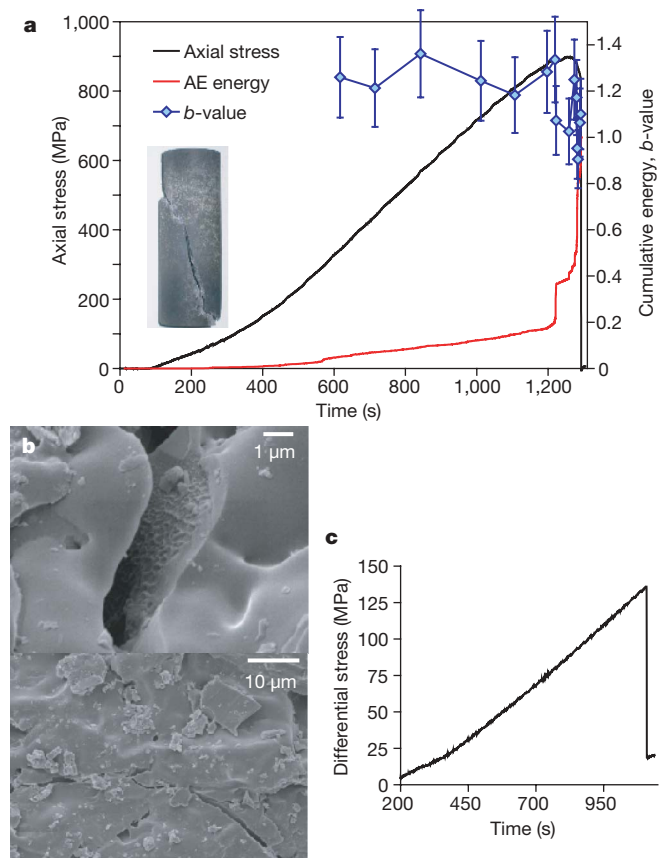 a
1,000
800
600
400
200
0
Axial stress (MPa)
Axial stress
AE energy
b-value
1.4
1.2
1.0
0.8
0.6
0.4
0.2
0
Cumulative energy, b-value
0 200 400 600 800 1,000 1,200
Time (s)
b
1 μm
10 μm
c
150
125
100
75
50
25
0
Differential stress (MPa)
200 450 700 950
Time (s)